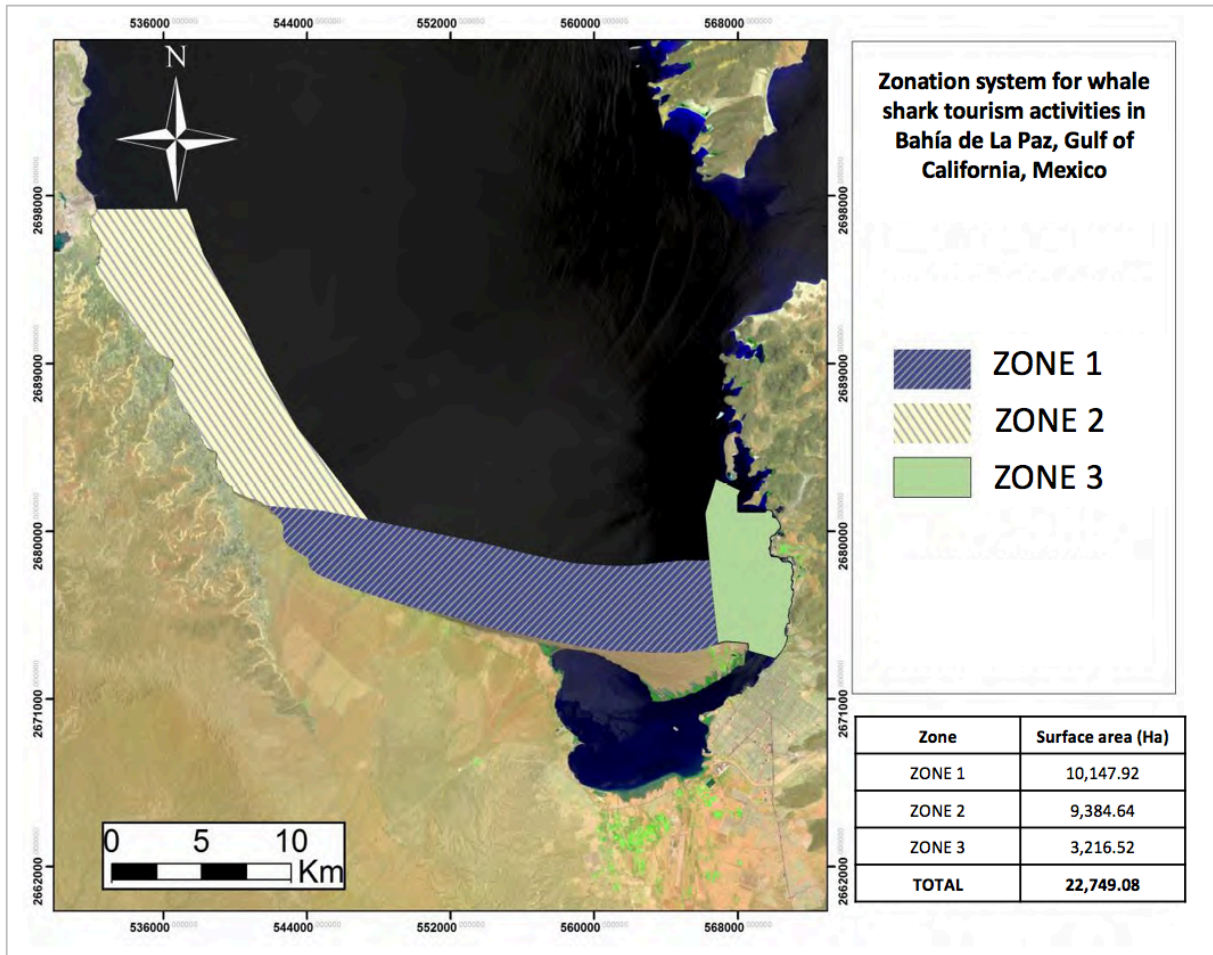 536000 544000 552000 560000 568000
N
Zonation system for whale
shark tourism activities in
Bahía de La Paz, Gulf of
California, Mexico
2698000 2698000
2689000 2689000
ZONE 1
ZONE 2
ZONE 3
2680000 2680000
2671000 2671000
2662000 2662000
0 5 10
Km
536000 544000 552000 560000 568000
Zone Surface area (Ha)
ZONE 1 10,147.92
ZONE 2 9,384.64
ZONE 3 3,216.52
TOTAL 22,749.08